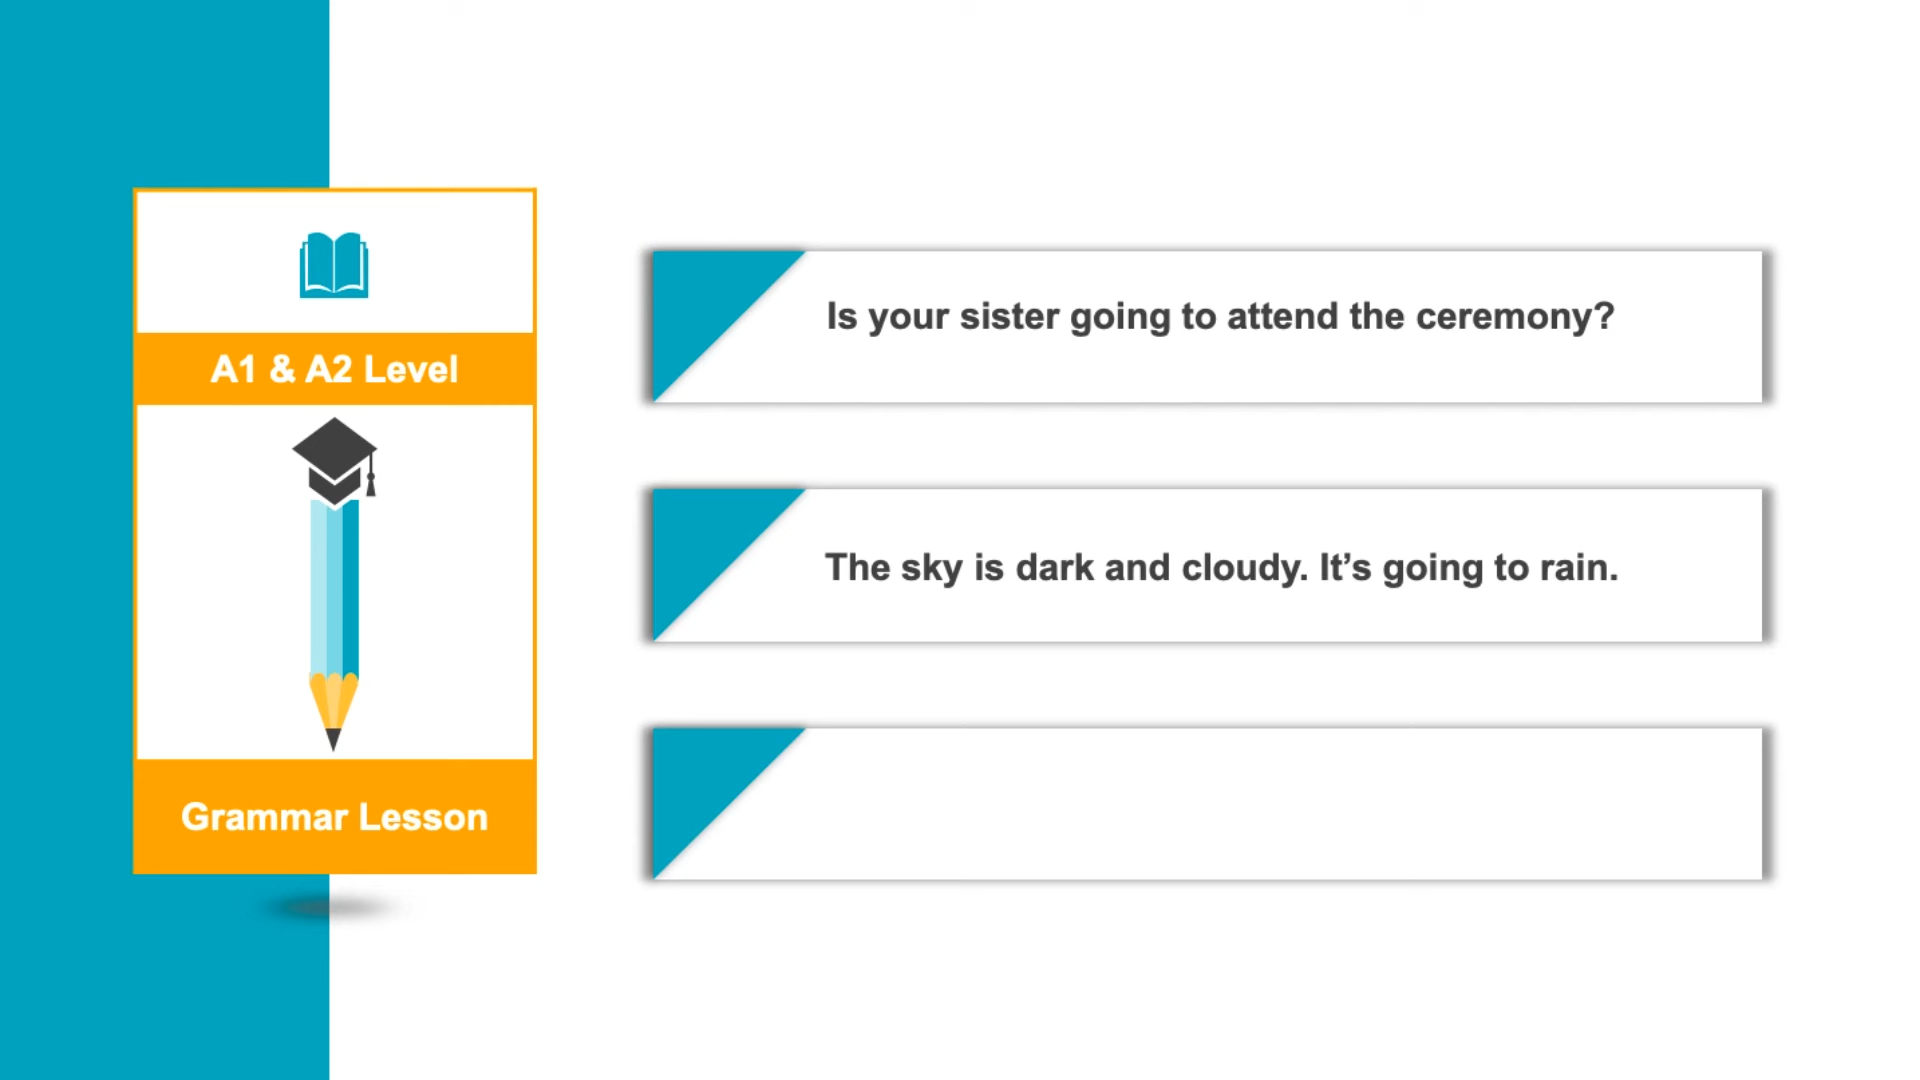 A1 & A2 Level
Grammar Lesson
Is your sister going to attend the ceremony?
The sky is dark and cloudy. It’s going to rain.